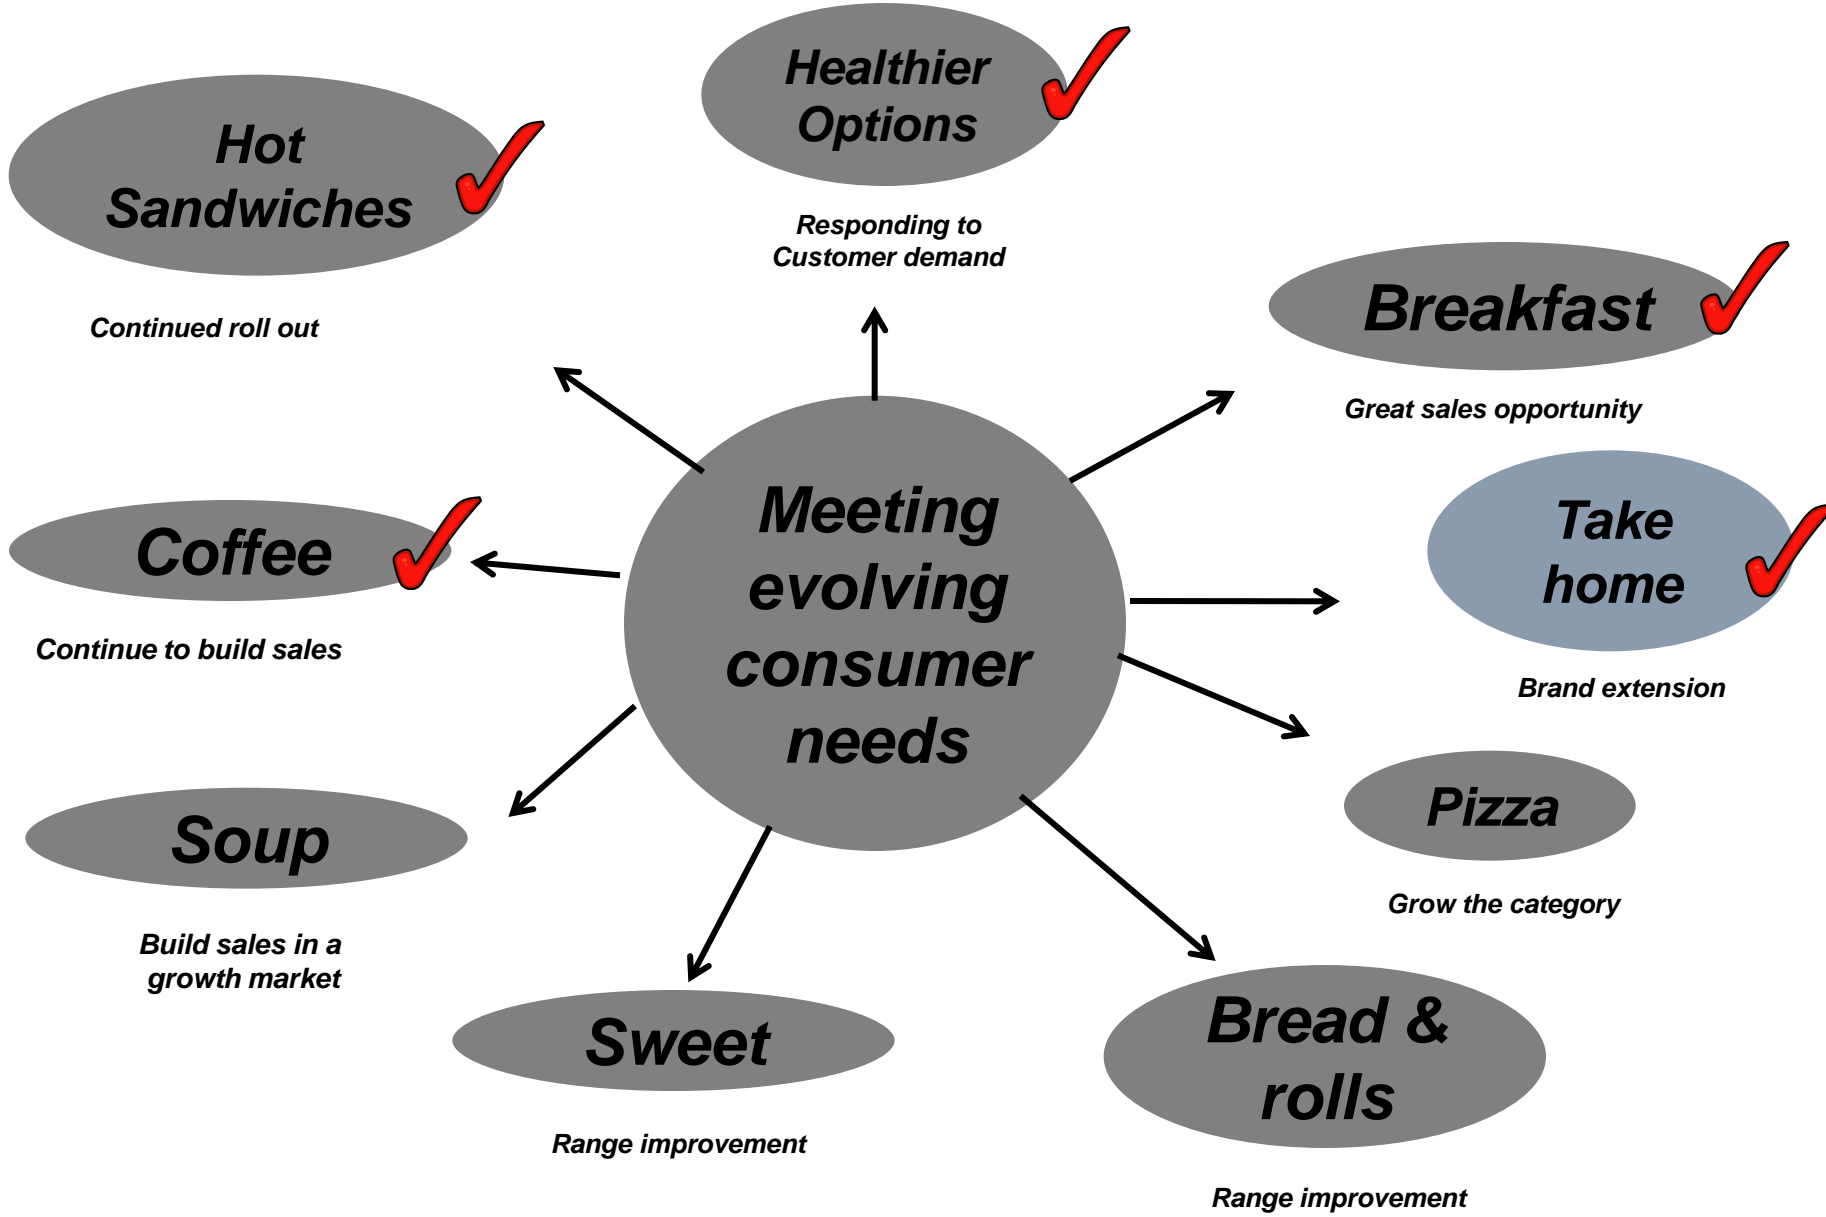 Healthier
Options
Responding to
Customer demand
Hot
Sandwiches
Continued roll out
Breakfast
Great sales opportunity
Meeting
evolving
consumer
needs
Coffee
Continue to build sales
Take
home
Brand extension
Soup
Build sales in a
growth market
Pizza
Grow the category
Sweet
Range improvement
Bread &
rolls
Range improvement